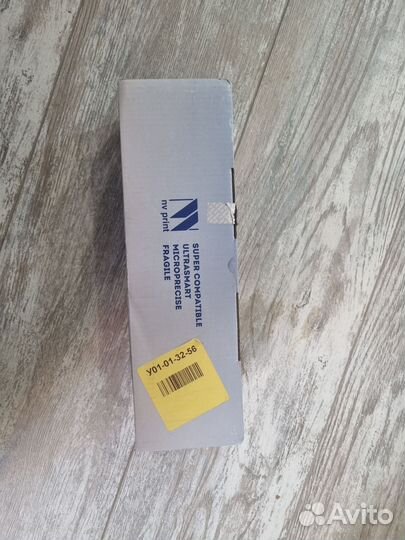 nv print
SUPER COMPATIBLE
ULTRASMART
MICROPRECISE
FRAGILE
У01-01-32-56
Avito